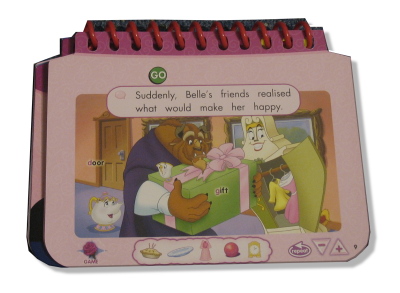 GO
Suddenly, Belle's friends realised
what would make her happy.
door
gift
GAME
9